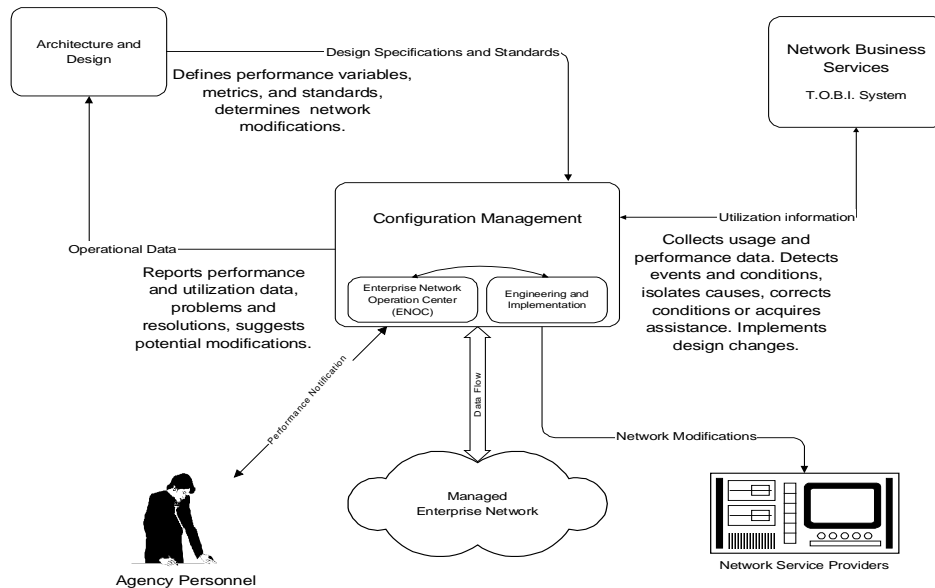 Architecture and
Design
Design Specifications and Standards
Defines performance variables,
metrics, and standards,
determines network
modifications.
Network Business
Services
T.O.B.I. System
Configuration Management
Utilization information
Collects usage and
performance data. Detects
events and conditions,
isolates causes, corrects
conditions or acquires
assistance. Implements
design changes.
Operational Data
Reports performance
and utilization data,
problems and
resolutions, suggests
potential modifications.
Enterprise Network
Operation Center
(ENOC)
Engineering and
Implementation
Performance Notification
Data Flow
Network Modifications
Managed
Enterprise Network
Agency Personnel
Network Service Providers